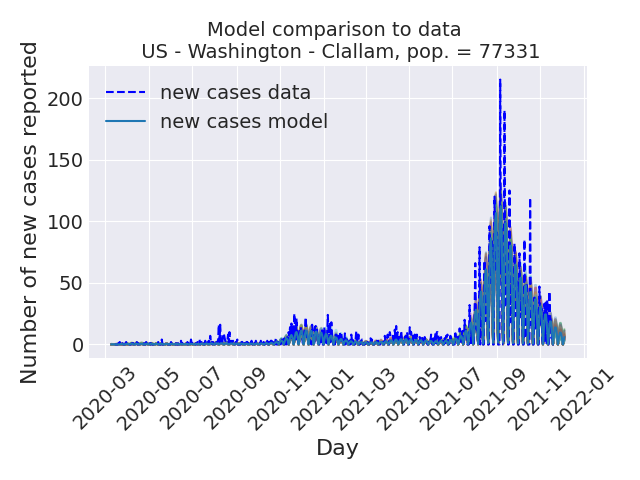 Model comparison to data
US - Washington - Clallam, pop. = 77331
Number of new cases reported
200
150
100
50
0
new cases data
new cases model
2020-03
2020-05
2020-07
2020-09
2020-11
2021-01
2021-03
2021-05
2021-07
2021-09
2021-11
2022-01
Day